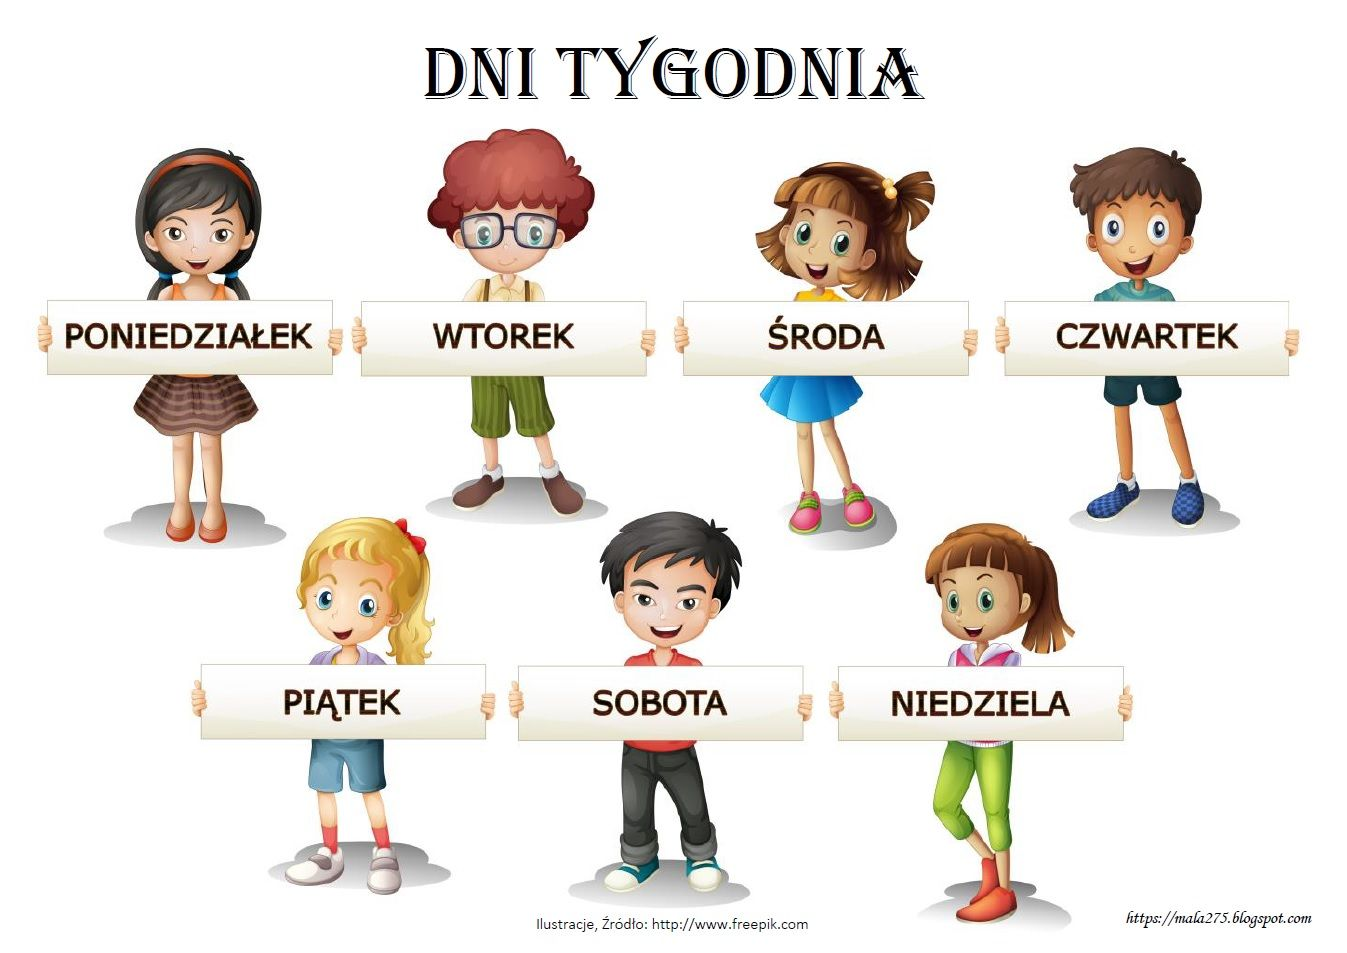 DNI TYGODNIA
PONIEDZIAŁEK
WTOREK
ŚRODA
CZWARTEK
PIĄTEK
SOBOTA
NIEDZIELA
Ilustracje, Źródło: http://www.freepik.com
https://mala275.blogspot.com